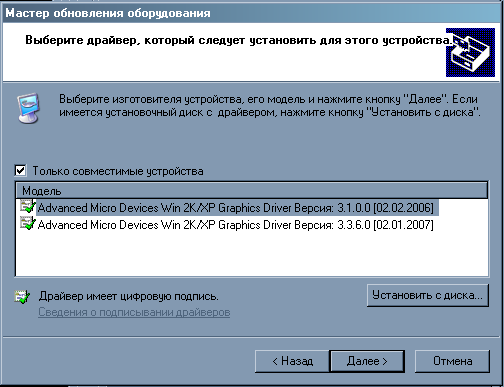 Мастер обновления оборудования
Выберите драйвер, который следует установить для этого устройства.
Выберите изготовителя устройства, его модель и нажмите кнопку "Далее". Если
имеется установочный диск с драйвером, нажмите кнопку "Установить с диска".
Только совместимые устройства
Модель
Advanced Micro Devices Win 2K/XP Graphics Driver Версия: 3.1.0.0 [02.02.2006]
Advanced Micro Devices Win 2K/XP Graphics Driver Версия: 3.3.6.0 [02.01.2007]
Драйвер имеет цифровую подпись.
Установить с диска...
Сведения о подписывании драйверов
< Назад
Далее >
Отмена